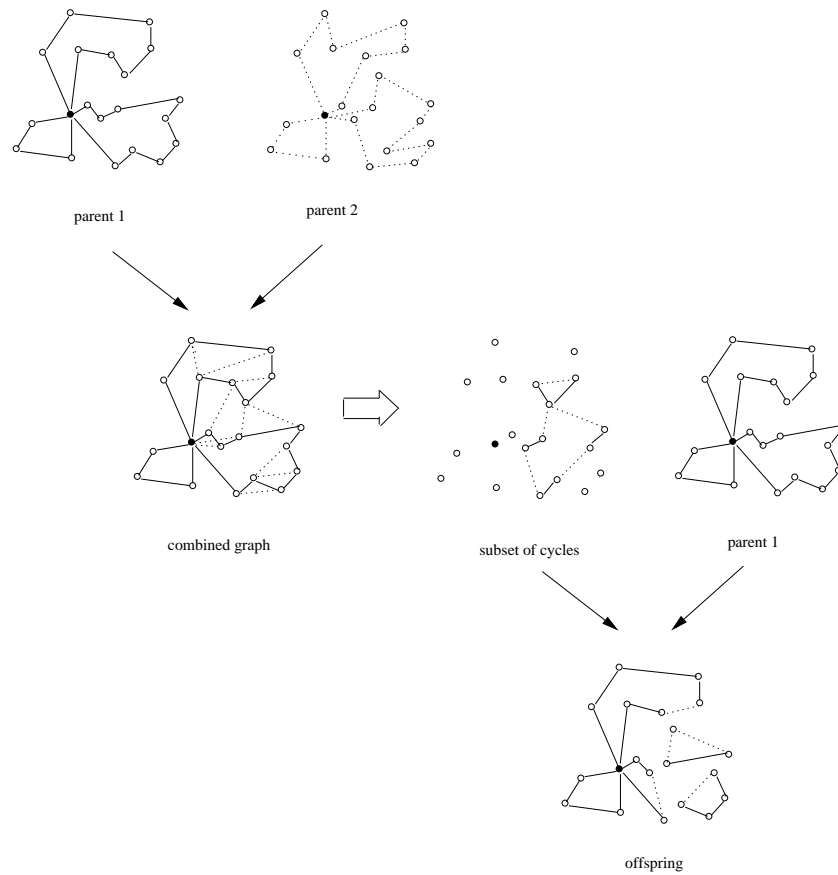 parent 1
parent 2
combined graph
subset of cycles
parent 1
offspring